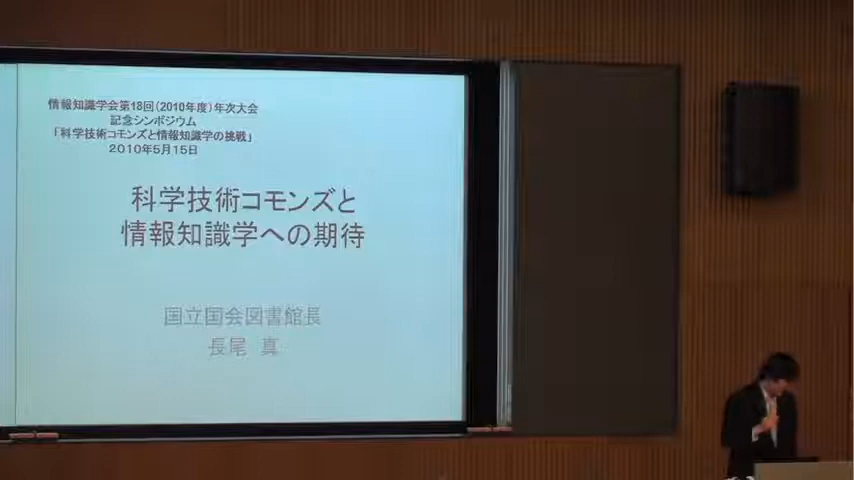 情報知識学会第18回(2010年度)年次大会
記念シンポジウム
「科学技術コモンズと情報知識学の挑戦」
2010年5月15日
科学技術コモンズと
情報知識学への期待
国立国会図書館長
長尾 真